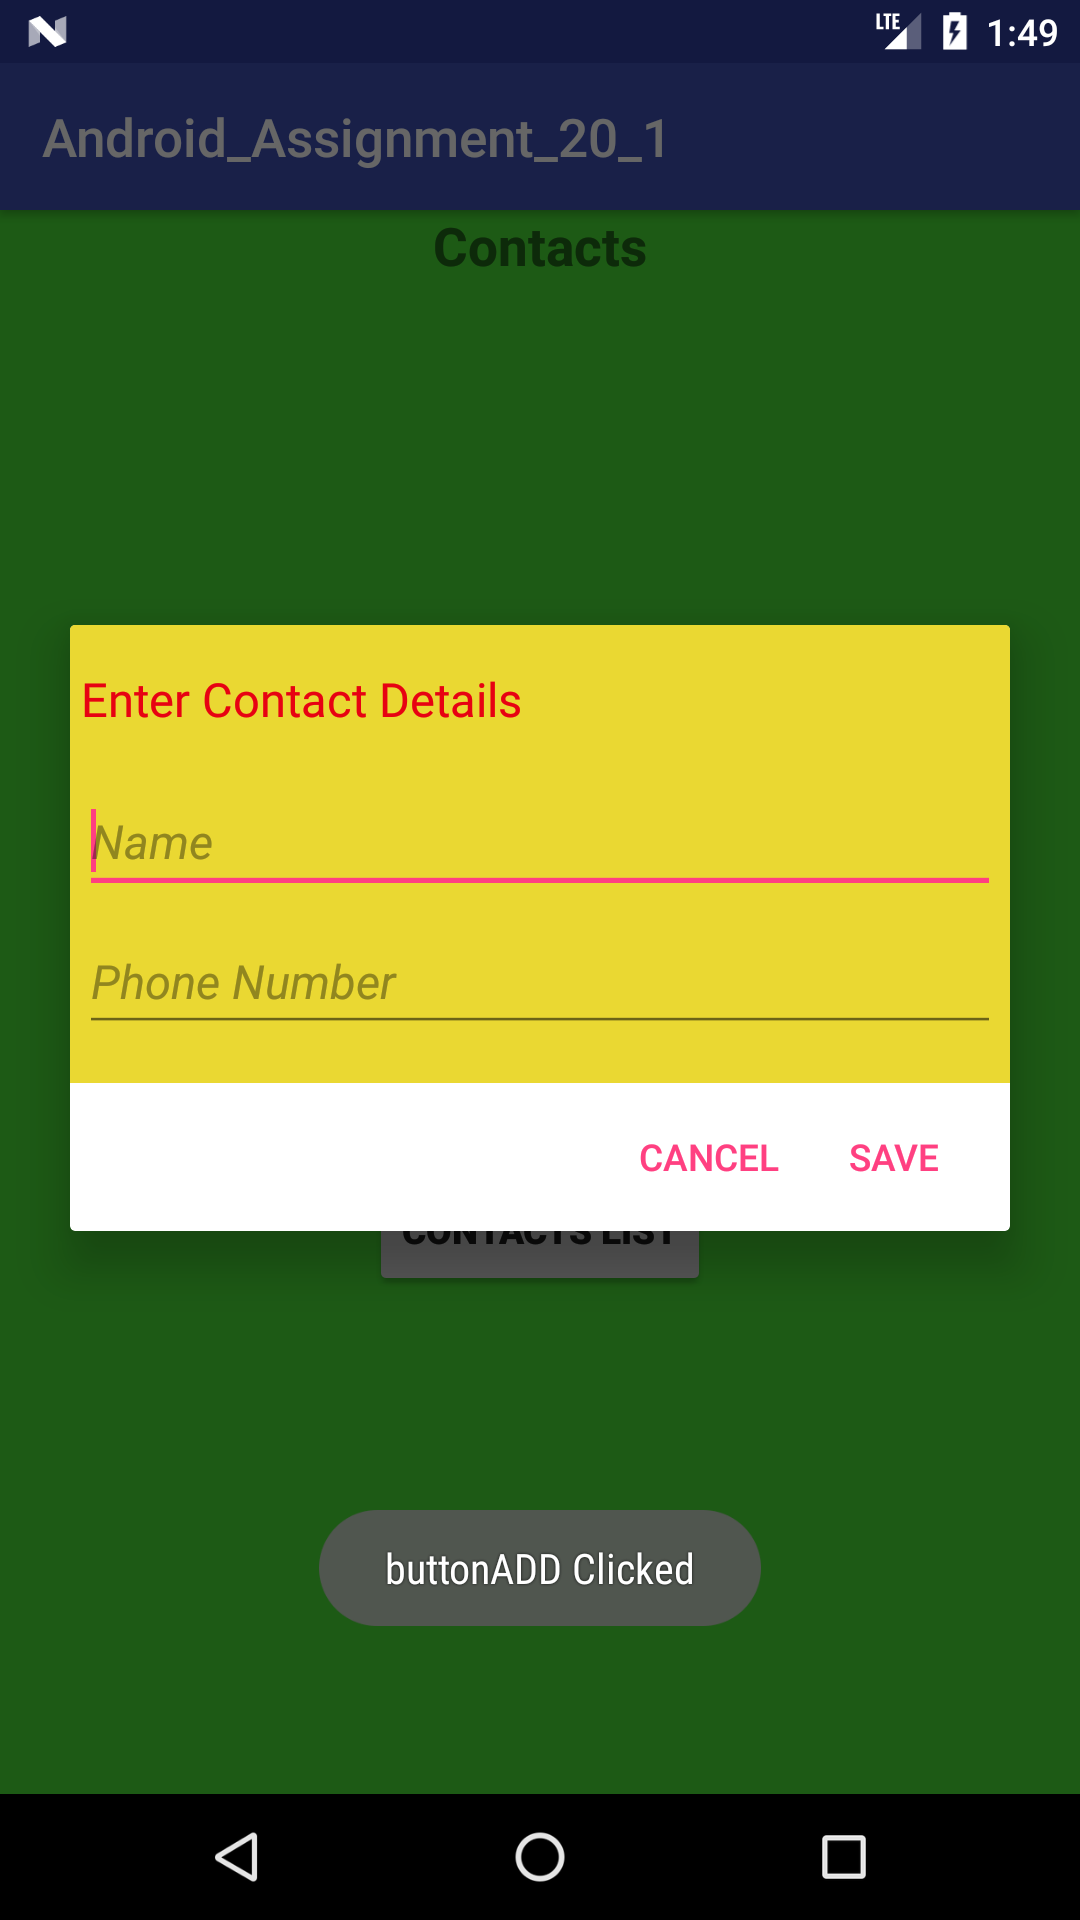 LTE 1:49
Android_Assignment_20_1
Contacts
Enter Contact Details
Name
Phone Number
CANCEL SAVE
CONTACTS LIST
buttonADD Clicked